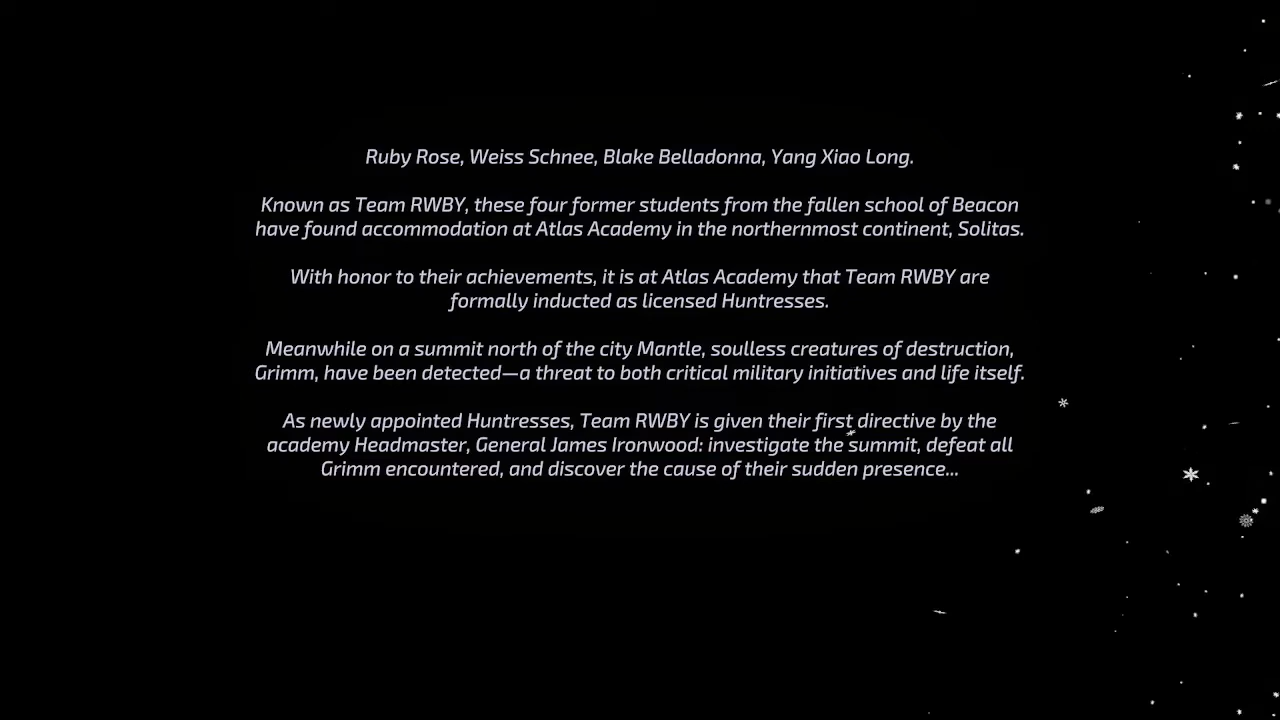 Ruby Rose, Weiss Schnee, Blake Belladonna, Yang Xiao Long.
Known as Team RWBY, these four former students from the fallen school of Beacon
have found accommodation at Atlas Academy in the northernmost continent, Solitas.
With honor to their achievements, it is at Atlas Academy that Team RWBY are
formally inducted as licensed Huntresses.
Meanwhile on a summit north of the city Mantle, soulless creatures of destruction,
Grimm, have been detected—a threat to both critical military initiatives and life itself.
As newly appointed Huntresses, Team RWBY is given their first directive by the
academy Headmaster, General James Ironwood: investigate the summit, defeat all
Grimm encountered, and discover the cause of their sudden presence...